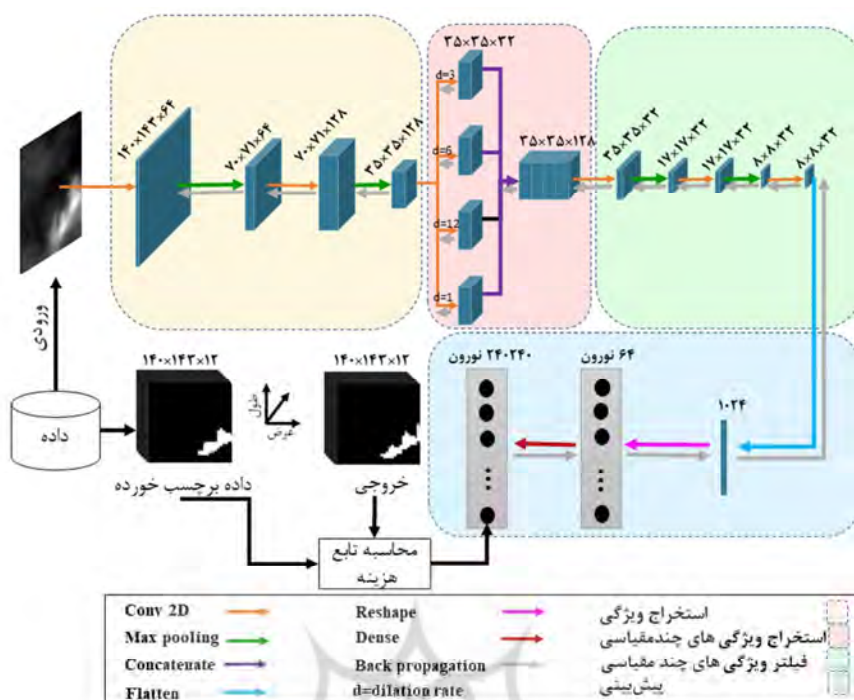 ۱۴۰×۱۴۳×۶۴
۷۰×۷۱×۶۴
۷۰×۷۱×۱۲۸
۳۵×۳۵×۱۲۸
۳۵×۳۵×۳۲
d=3
d=6
d=12
d=1
۳۵×۳۵×۱۲۸
۳۵×۳۵×۳۲
۱۷×۱۷×۳۲
۱۷×۱۷×۳۲
۸×۸×۳۲
۸×۸×۳۲
ورودی
داده
۱۴۰×۱۴۳×۱۲
طول
عرض
۱۴۰×۱۴۳×۱۲
داده برچسب خورده
خروجی
محاسبه تابع
هزینه
۲۴۰۲۴۰ نورون
۶۴ نورون
۱۰۲۴
Conv 2D
Max pooling
Concatenate
Flatten
Reshape
Dense
Back propagation
d=dilation rate
استخراج ویژگی
استخراج ویژگی های چندمقیاسی
فیلتر ویژگی های چند مقیاسی
پیش‌بینی